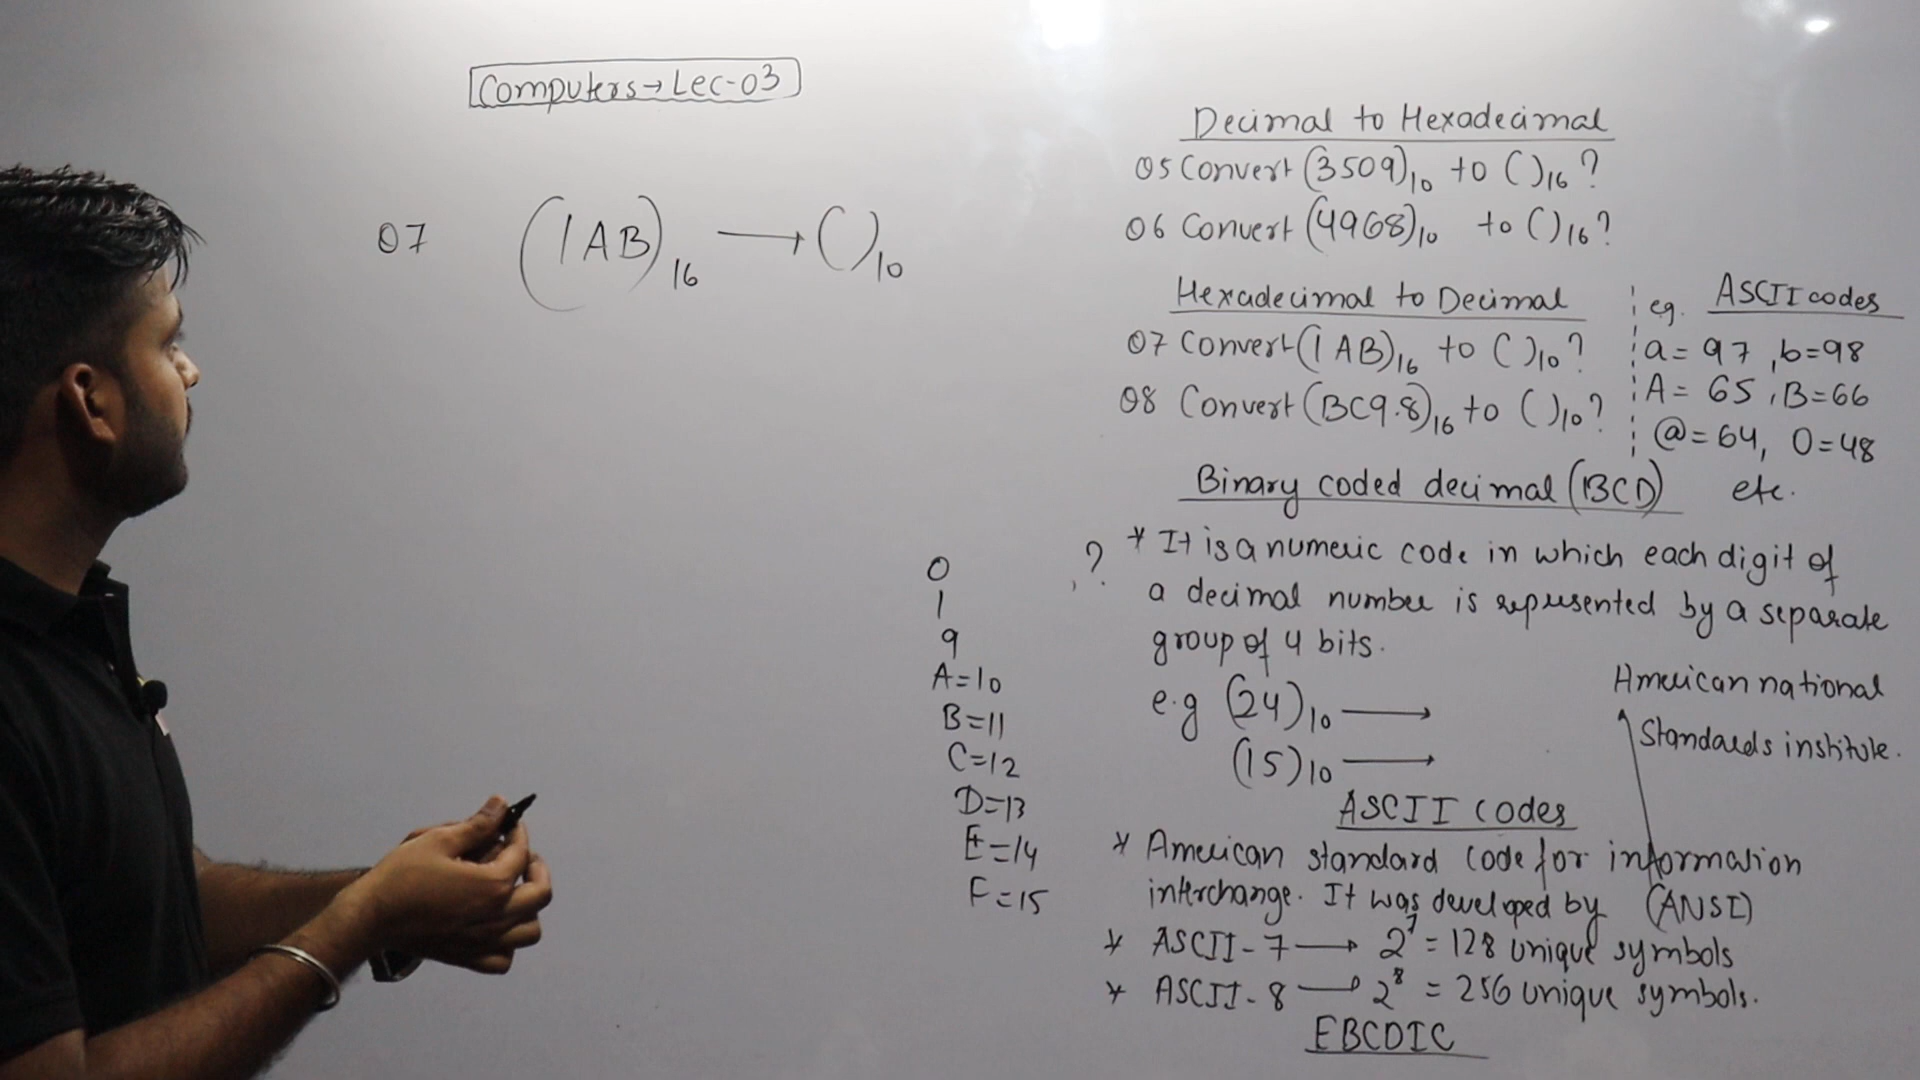 Computers→Lec-03
07 (1AB)16 → ()10
0
1
9
A=10
B=11
C=12
D=13
E=14
F=15
Decimal to Hexadecimal
05 Convert (3509)10 to ()16?
06 Convert (4968)10 to ()16?
Hexadecimal to Decimal
07 Convert (1AB)16 to ()10?
08 Convert (BC9.8)16 to ()10?
eg. ASCII codes
a=97, b=98
A=65, B=66
@=64, 0=48
etc.
Binary coded decimal (BCD)
?
* It is a numeric code in which each digit of
a decimal number is represented by a separate
group of 4 bits.
e.g (24)10 →
(15)10 →
American national
Standards institute.
ASCII codes
* American standard code for information
interchange. It was developed by (ANSI)
* ASCII-7 → 2^7 = 128 unique symbols
* ASCII-8 → 2^8 = 256 unique symbols.
EBCDIC